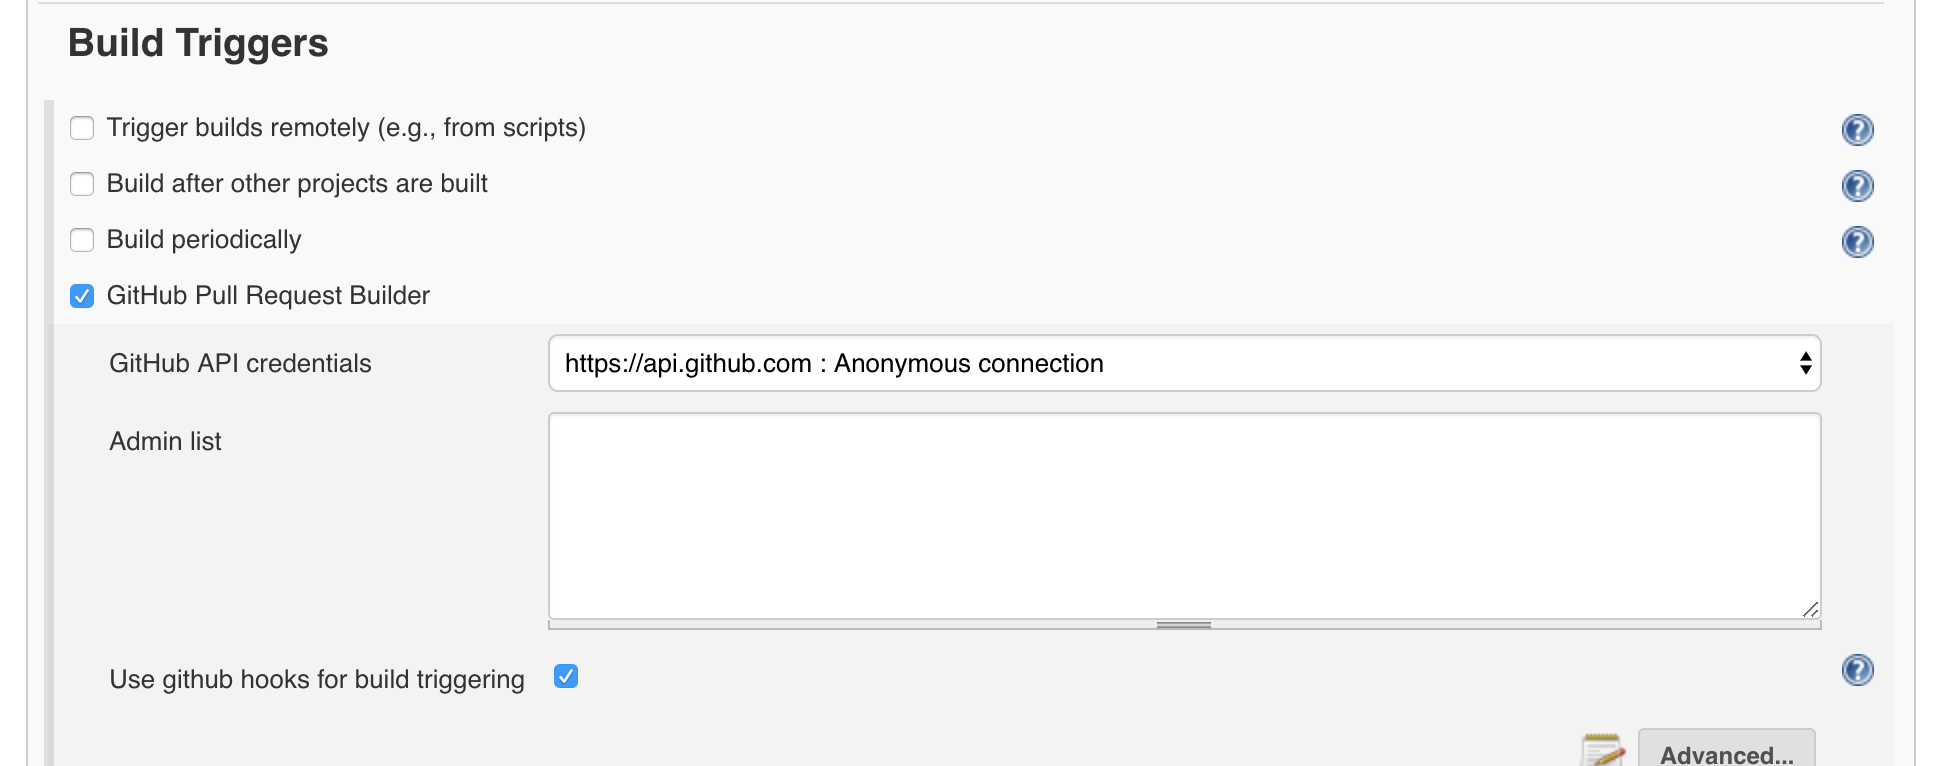 Build Triggers
Trigger builds remotely (e.g., from scripts)
Build after other projects are built
Build periodically
GitHub Pull Request Builder
GitHub API credentials
https://api.github.com : Anonymous connection
Admin list
Use github hooks for build triggering
Advanced...